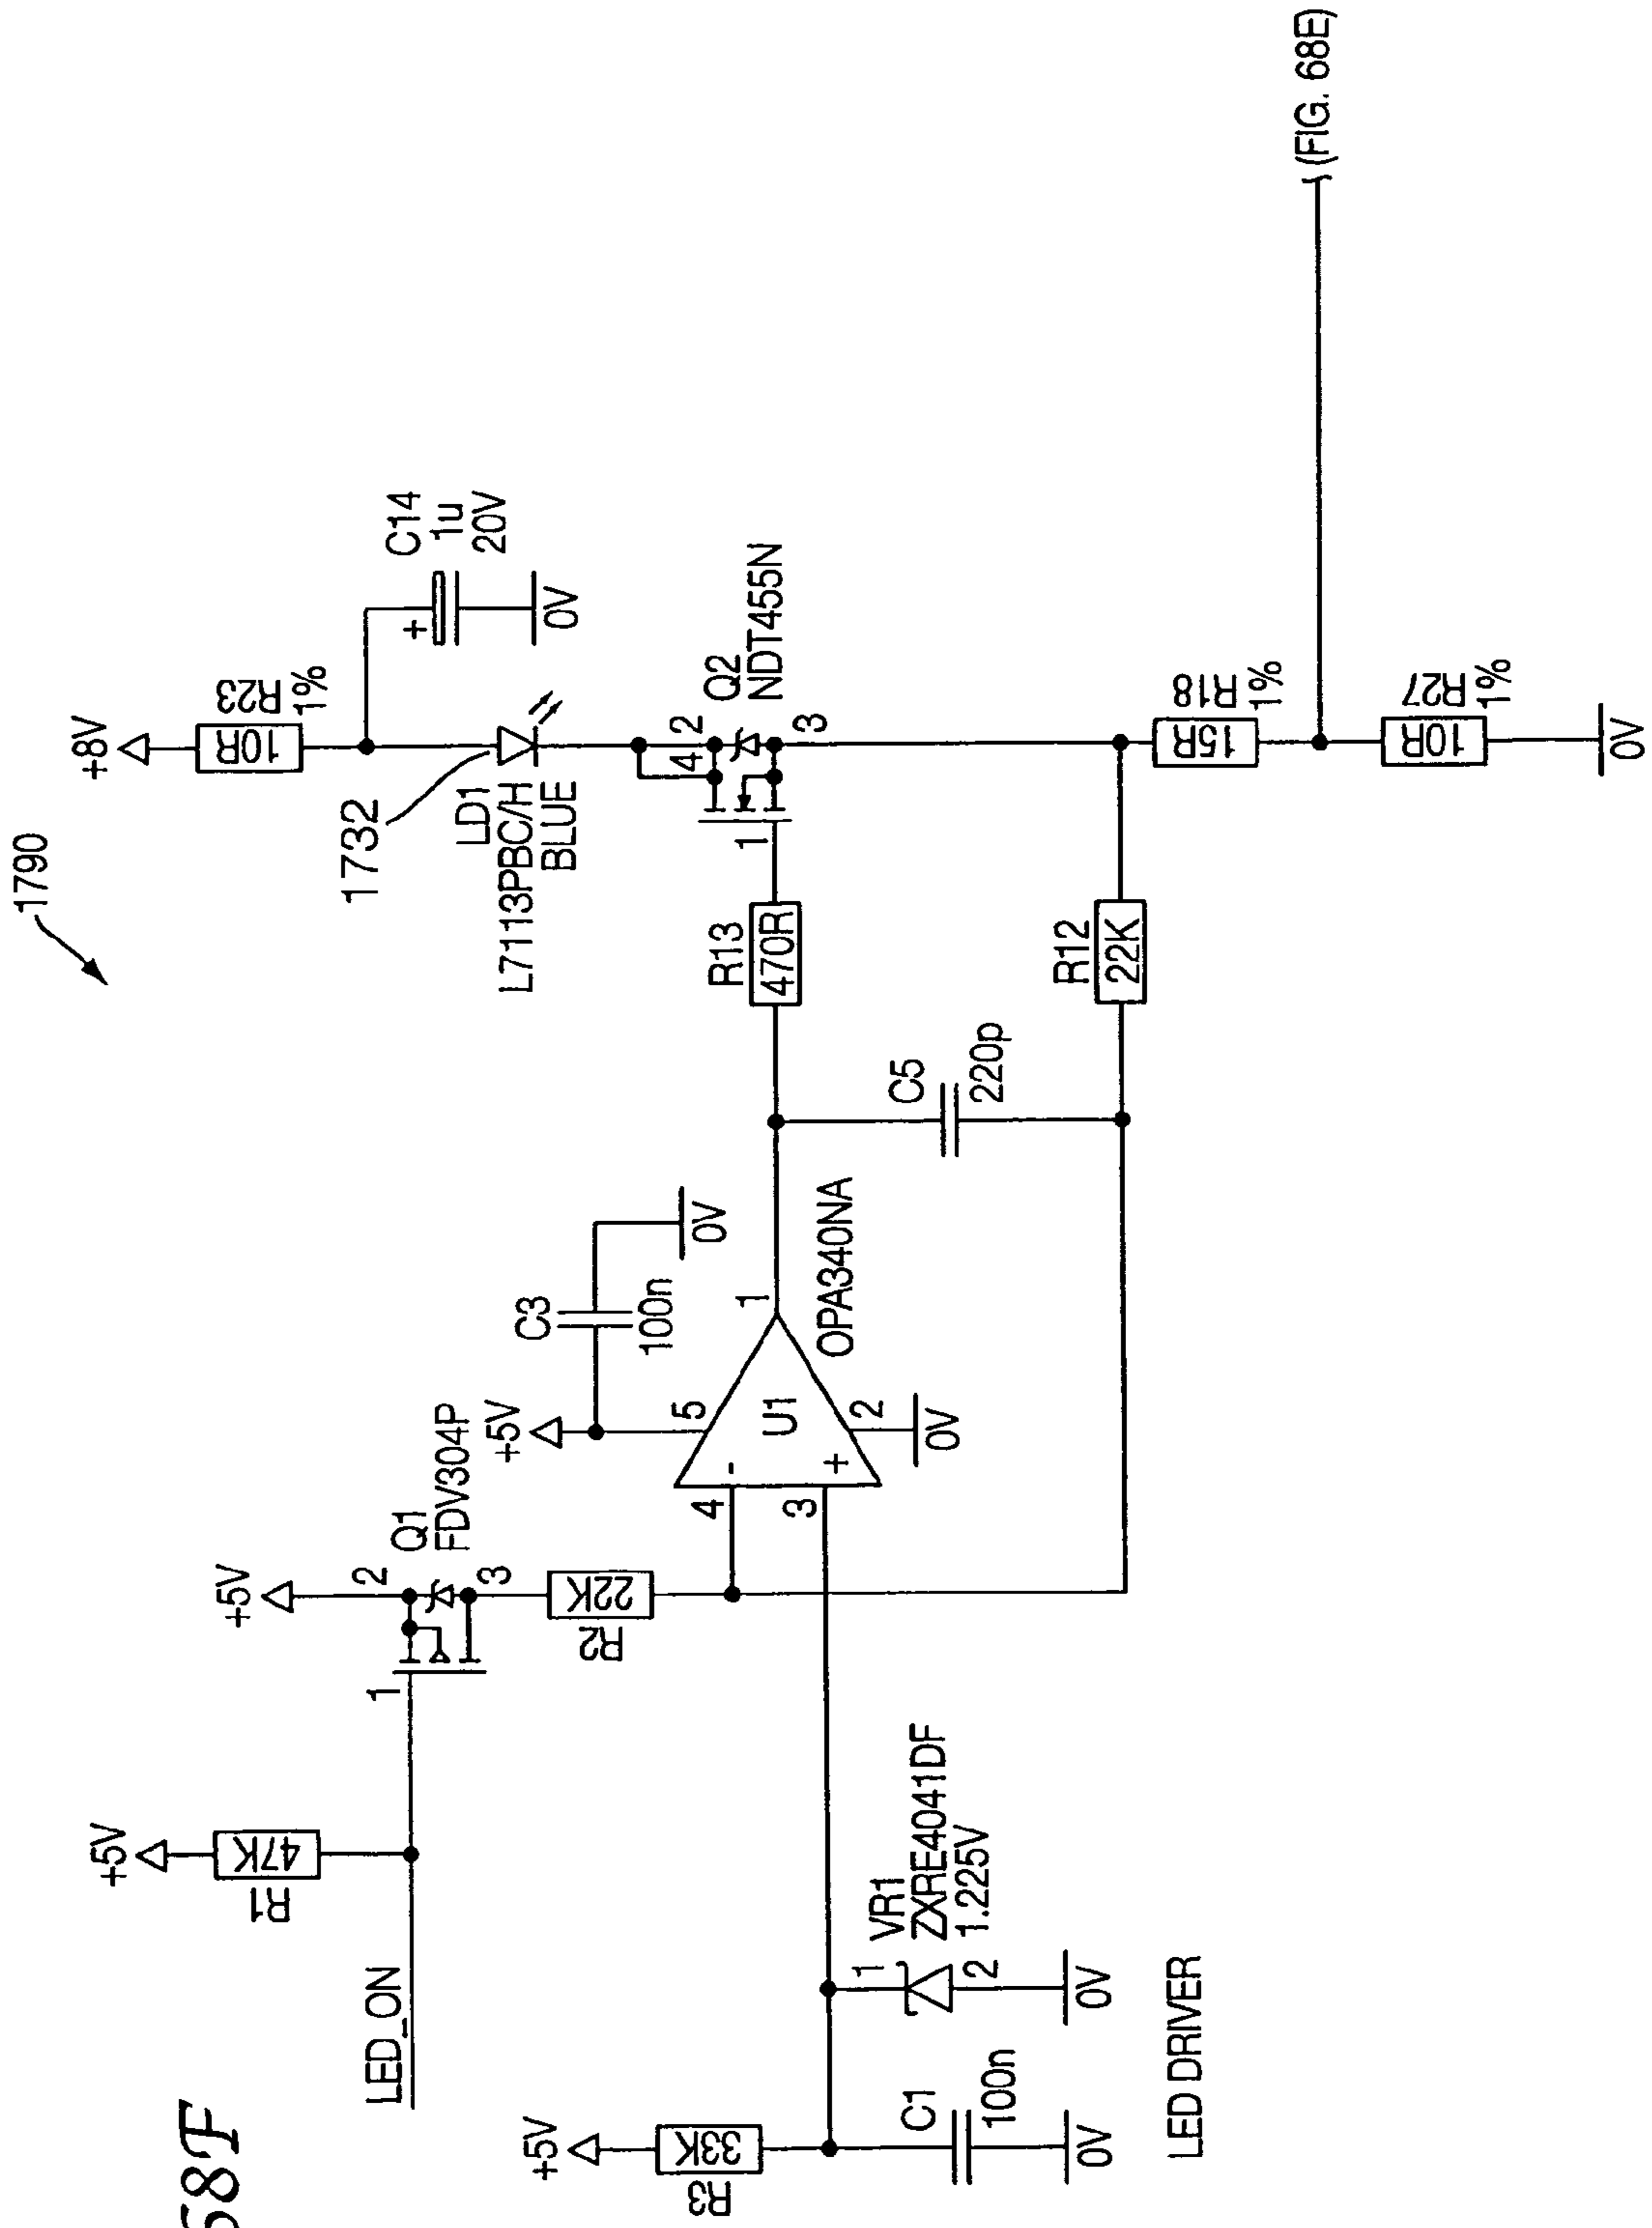 1790
+8V
10R
R23
1%
C14
1u
20V
+
0V
1732
LD1
L7113PBC/H
BLUE
Q2
NDT455N
4
2
1
3
R13
470R
C5
220p
R12
22K
15R
R18
1%
(FIG. 68E)
10R
R27
1%
0V
+5V
R1
47K
LED_ON
+5V
Q1
FDV304P
2
1
3
R2
22K
+5V
C3
100n
0V
5
4
-
U1
1
3
+
2
0V
OPA340NA
+5V
R3
33K
C1
100n
0V
VR1
ZXRE4041DF
1.225V
1
2
0V
LED DRIVER
68F